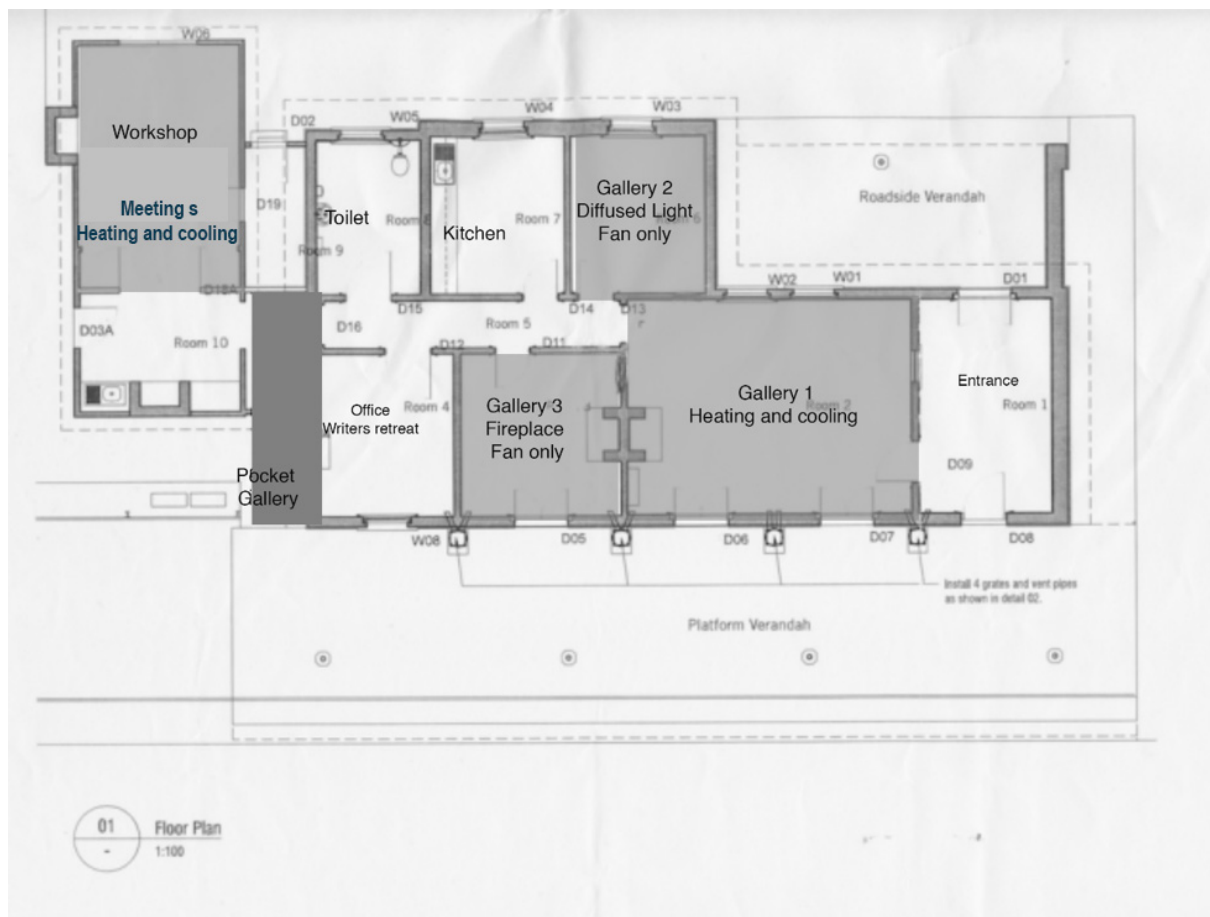 W06
Workshop
Meeting s
Heating and cooling
D02
W05
W04
W03
D19
Toilet
Room 8
Room 9
Kitchen
Room 7
Gallery 2
Diffused Light
Fan only
Room 6
Roadside Verandah
W02
W01
D01
D18A
D03A
Room 10
D16
D15
Room 5
D14
D13
D12
D11
Office
Writers retreat
Room 4
Gallery 3
Fireplace
Fan only
Gallery 1
Heating and cooling
Room 2
Entrance
Room 1
D09
Pocket
Gallery
W08
D05
D06
D07
D08
Install 4 grates and vent pipes
as shown in detail 02.
Platform Verandah
01
-
Floor Plan
1:100